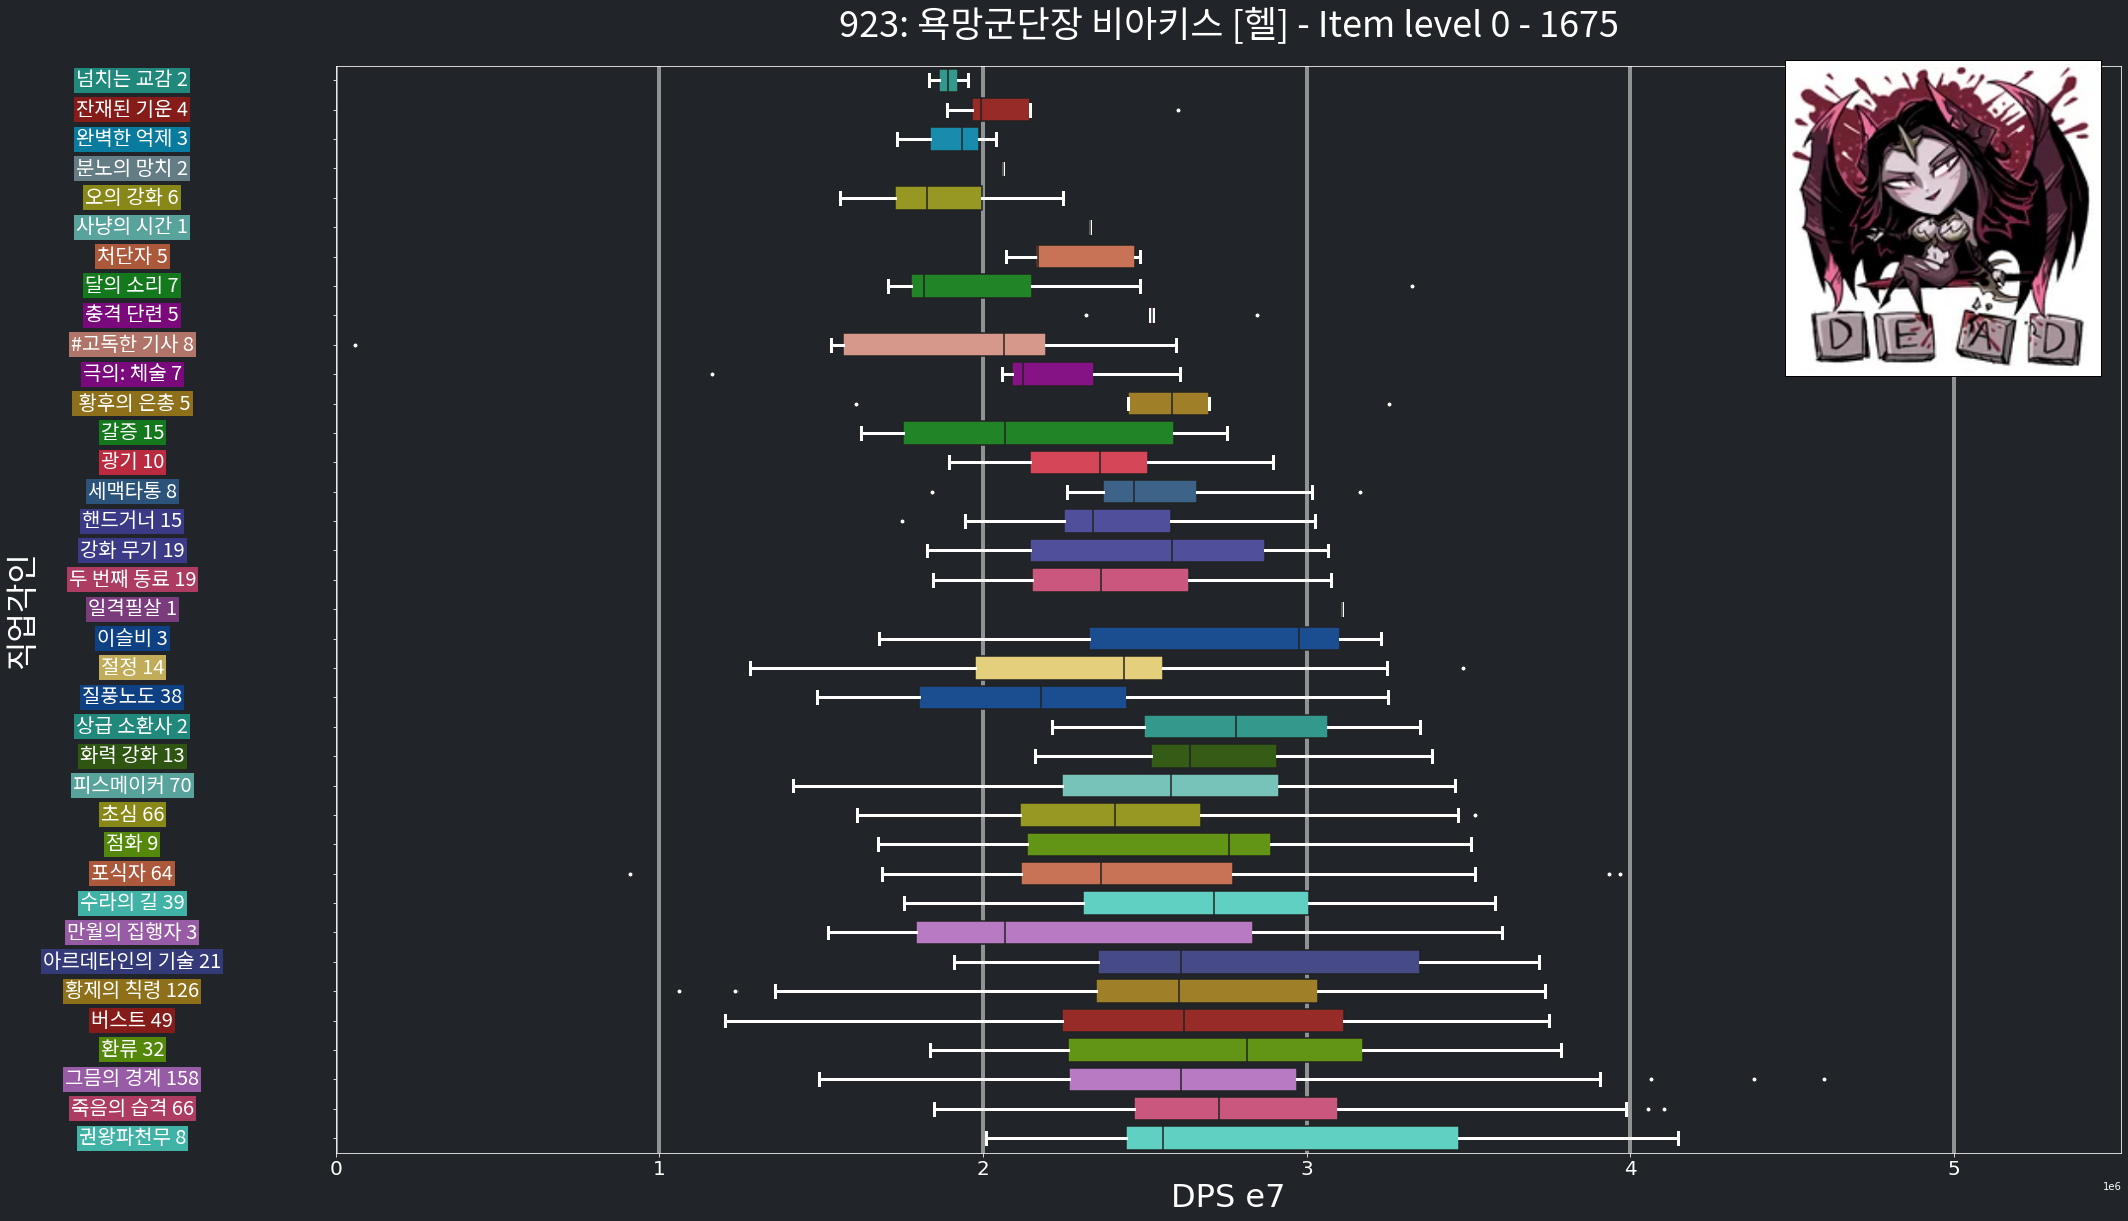 923: 욕망군단장 비아키스 [헬] - Item level 0 - 1675
넘치는 교감 2
잔재된 기운 4
완벽한 억제 3
분노의 망치 2
오의 강화 6
사냥의 시간 1
처단자 5
달의 소리 7
충격 단련 5
#고독한 기사 8
극의: 체술 7
황후의 은총 5
갈증 15
광기 10
세맥타통 8
핸드거너 15
강화 무기 19
두 번째 동료 19
일격필살 1
이슬비 3
절정 14
질풍노도 38
상급 소환사 2
화력 강화 13
피스메이커 70
초심 66
점화 9
포식자 64
수라의 길 39
만월의 집행자 3
아르데타인의 기술 21
황제의 칙령 126
버스트 49
환류 32
그믐의 경계 158
죽음의 습격 66
권왕파천무 8
직업각인
0 1 2 3 4 5
1e6
DPS e7
DEAD